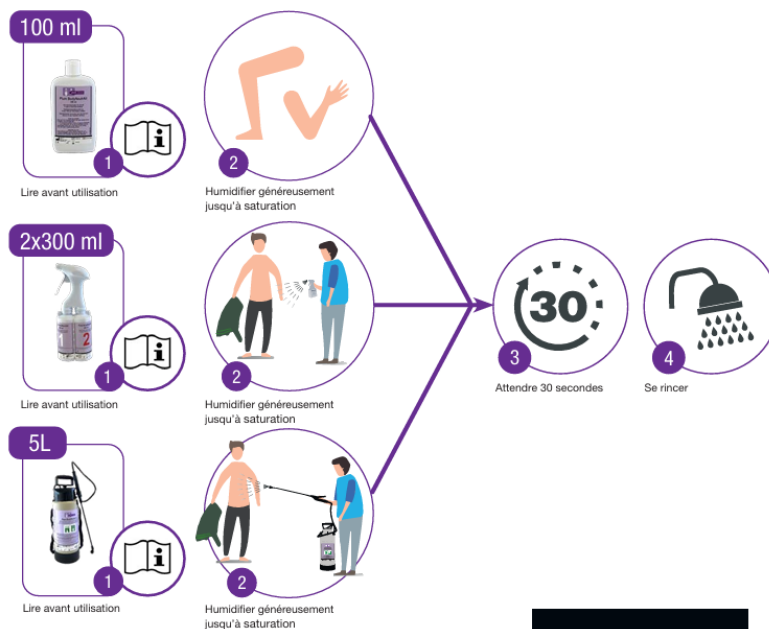 100 ml
1
Lire avant utilisation
2
Humidifier généreusement
jusqu'à saturation
2x300 ml
2
1
Lire avant utilisation
2
Humidifier généreusement
jusqu'à saturation
30
3
Attendre 30 secondes
4
Se rincer
5L
1
Lire avant utilisation
2
Humidifier généreusement
jusqu'à saturation